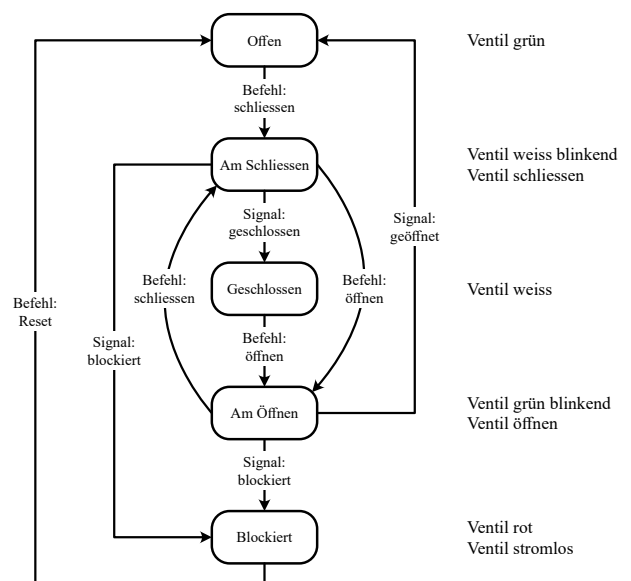 Offen
Ventil grün
Befehl:
schliessen
Am Schliessen
Ventil weiss blinkend
Ventil schliessen
Signal:
geschlossen
Signal:
geöffnet
Befehl:
schliessen
Geschlossen
Befehl:
öffnen
Ventil weiss
Befehl:
Reset
Signal:
blockiert
Befehl:
öffnen
Am Öffnen
Ventil grün blinkend
Ventil öffnen
Signal:
blockiert
Blockiert
Ventil rot
Ventil stromlos